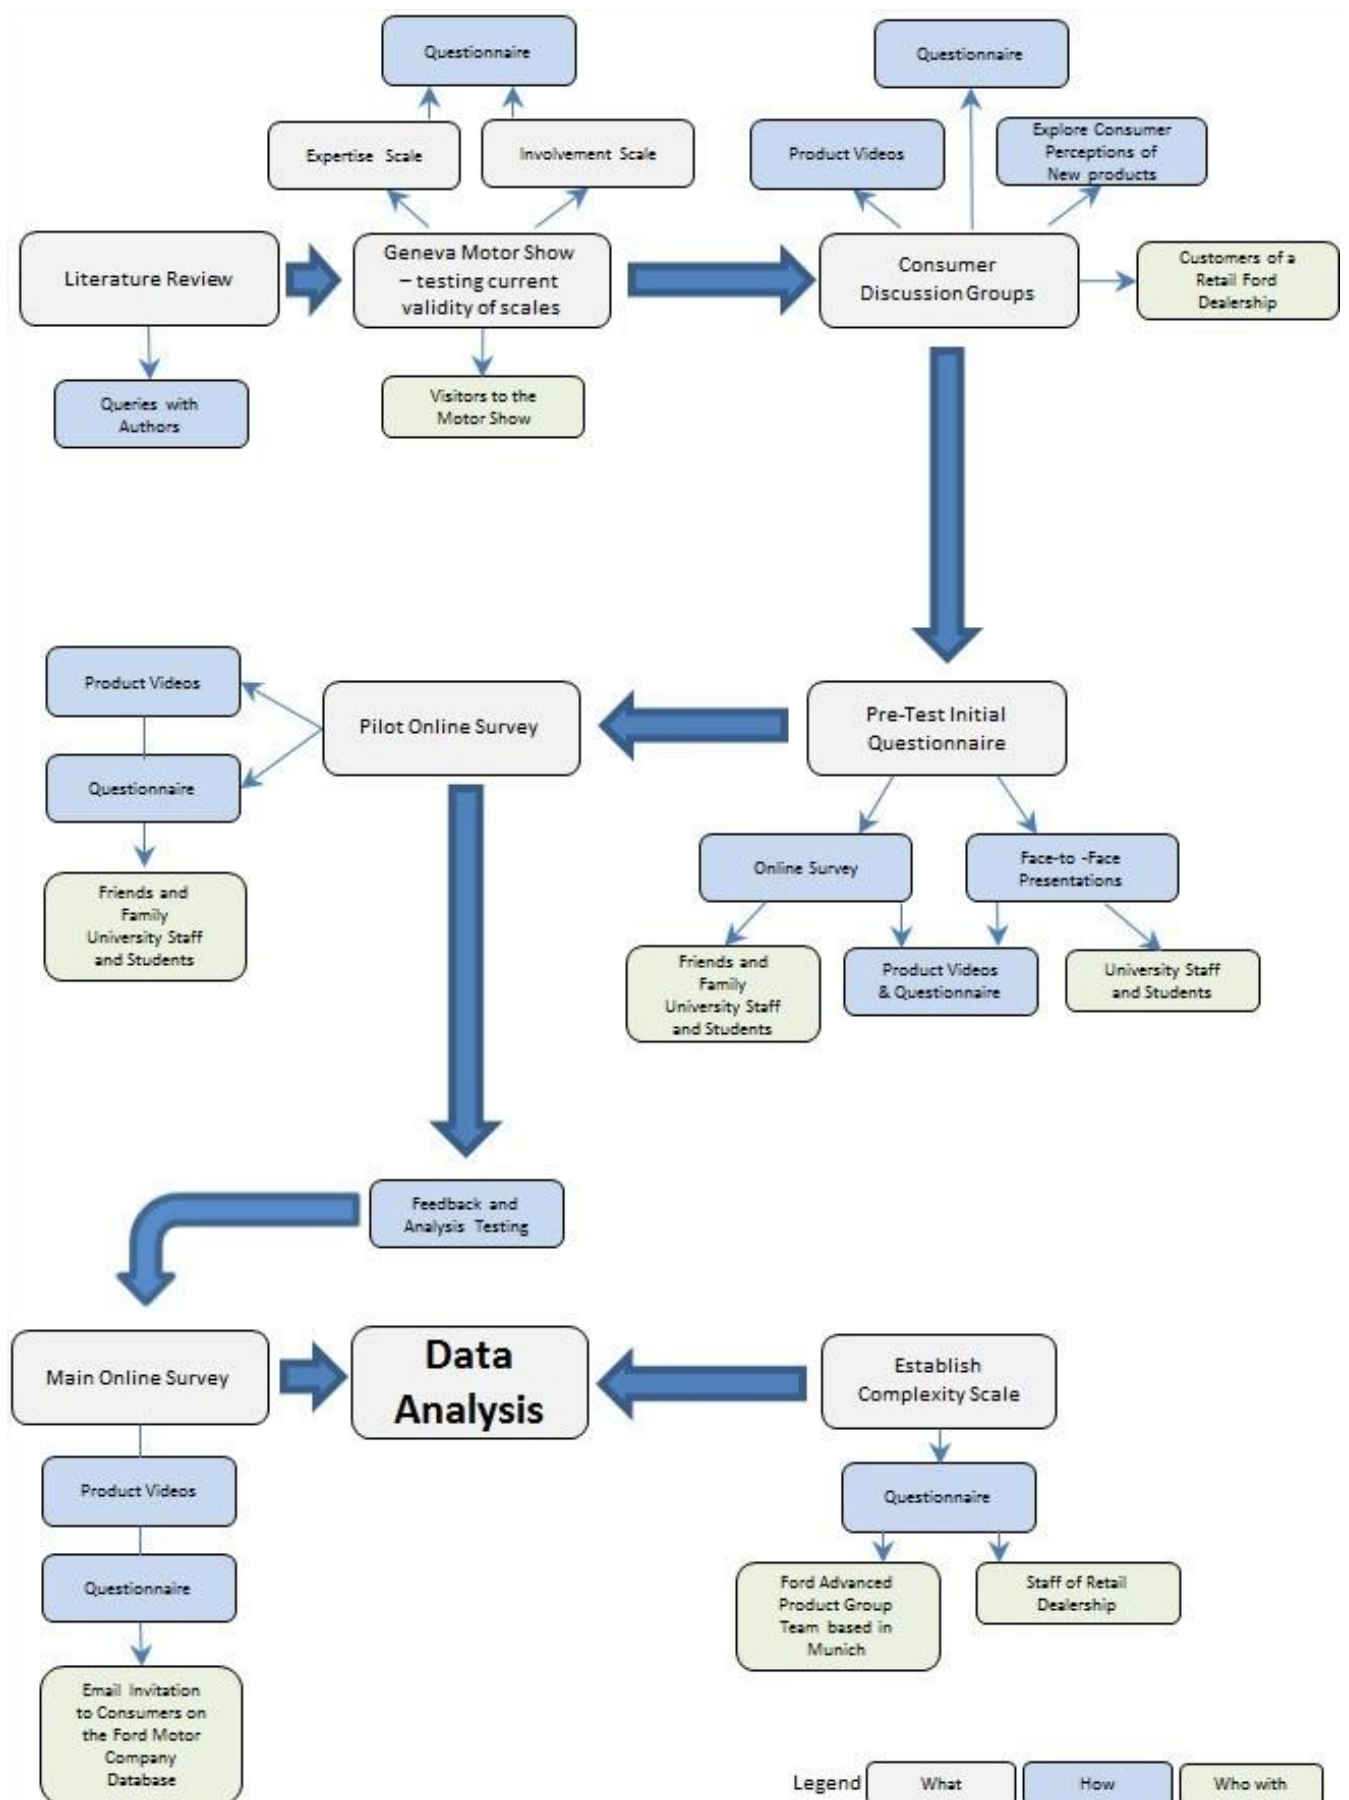 Questionnaire
Questionnaire
Expertise Scale
Involvement Scale
Product Videos
Explore Consumer
Perceptions of
New products
Literature Review
Geneva Motor Show
– testing current
validity of scales
Consumer
Discussion Groups
Customers of a
Retail Ford
Dealership
Queries with
Authors
Visitors to the
Motor Show
Product Videos
Questionnaire
Friends and
Family
University Staff
and Students
Pilot Online Survey
Pre-Test Initial
Questionnaire
Online Survey
Face-to -Face
Presentations
Friends and
Family
University Staff
and Students
Product Videos
& Questionnaire
University Staff
and Students
Feedback and
Analysis Testing
Main Online Survey
Data
Analysis
Establish
Complexity Scale
Product Videos
Questionnaire
Email Invitation
to Consumers on
the Ford Motor
Company
Database
Questionnaire
Ford Advanced
Product Group
Team based in
Munich
Staff of Retail
Dealership
Legend
What
How
Who with